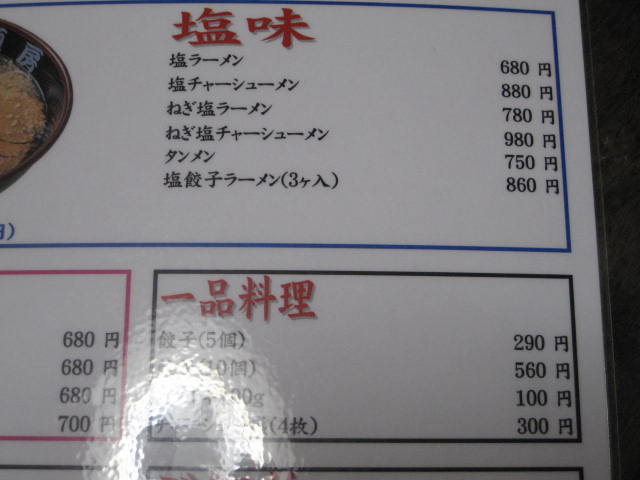 塩味
塩ラーメン 680 円
塩チャーシューメン 880 円
ねぎ塩ラーメン 780 円
ねぎ塩チャーシューメン 980 円
タンメン 750 円
塩餃子ラーメン(3ヶ入) 860 円
円)
680 円
680 円
680 円
700 円
一品料理
餃子(5個) 290 円
(10個) 560 円
100 円
(4枚) 300 円